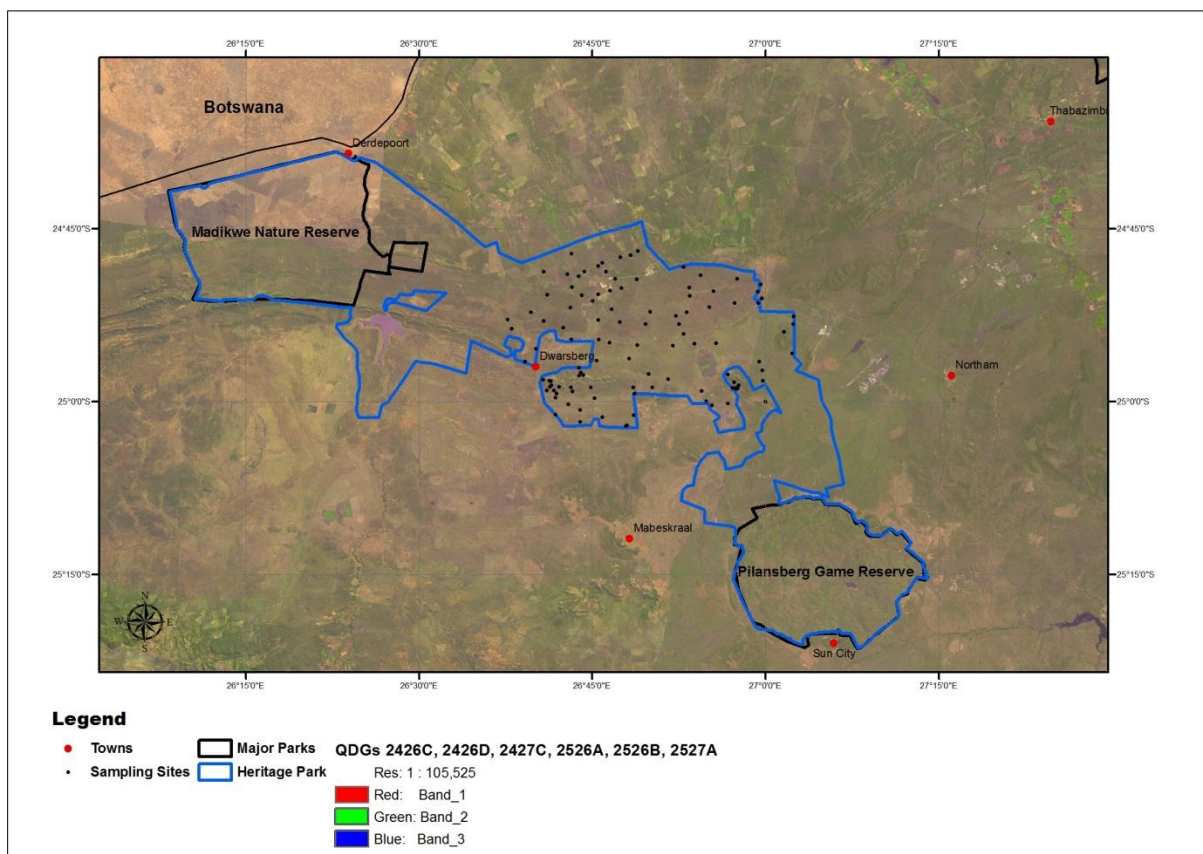 26°15'0"E 26°30'0"E 26°45'0"E 27°0'0"E 27°15'0"E
Botswana
Thabazimbi
Derdepoort
24°45'0"S 24°45'0"S
Madikwe Nature Reserve
Dwarsberg
Northam
25°0'0"S 25°0'0"S
Mabeskraal
25°15'0"S 25°15'0"S
Pilansberg Game Reserve
N
W E
S
Sun City
26°15'0"E 26°30'0"E 26°45'0"E 27°0'0"E 27°15'0"E
Legend
Towns Major Parks QDGs 2426C, 2426D, 2427C, 2526A, 2526B, 2527A
Sampling Sites Heritage Park Res: 1 : 105,525
Red: Band_1
Green: Band_2
Blue: Band_3